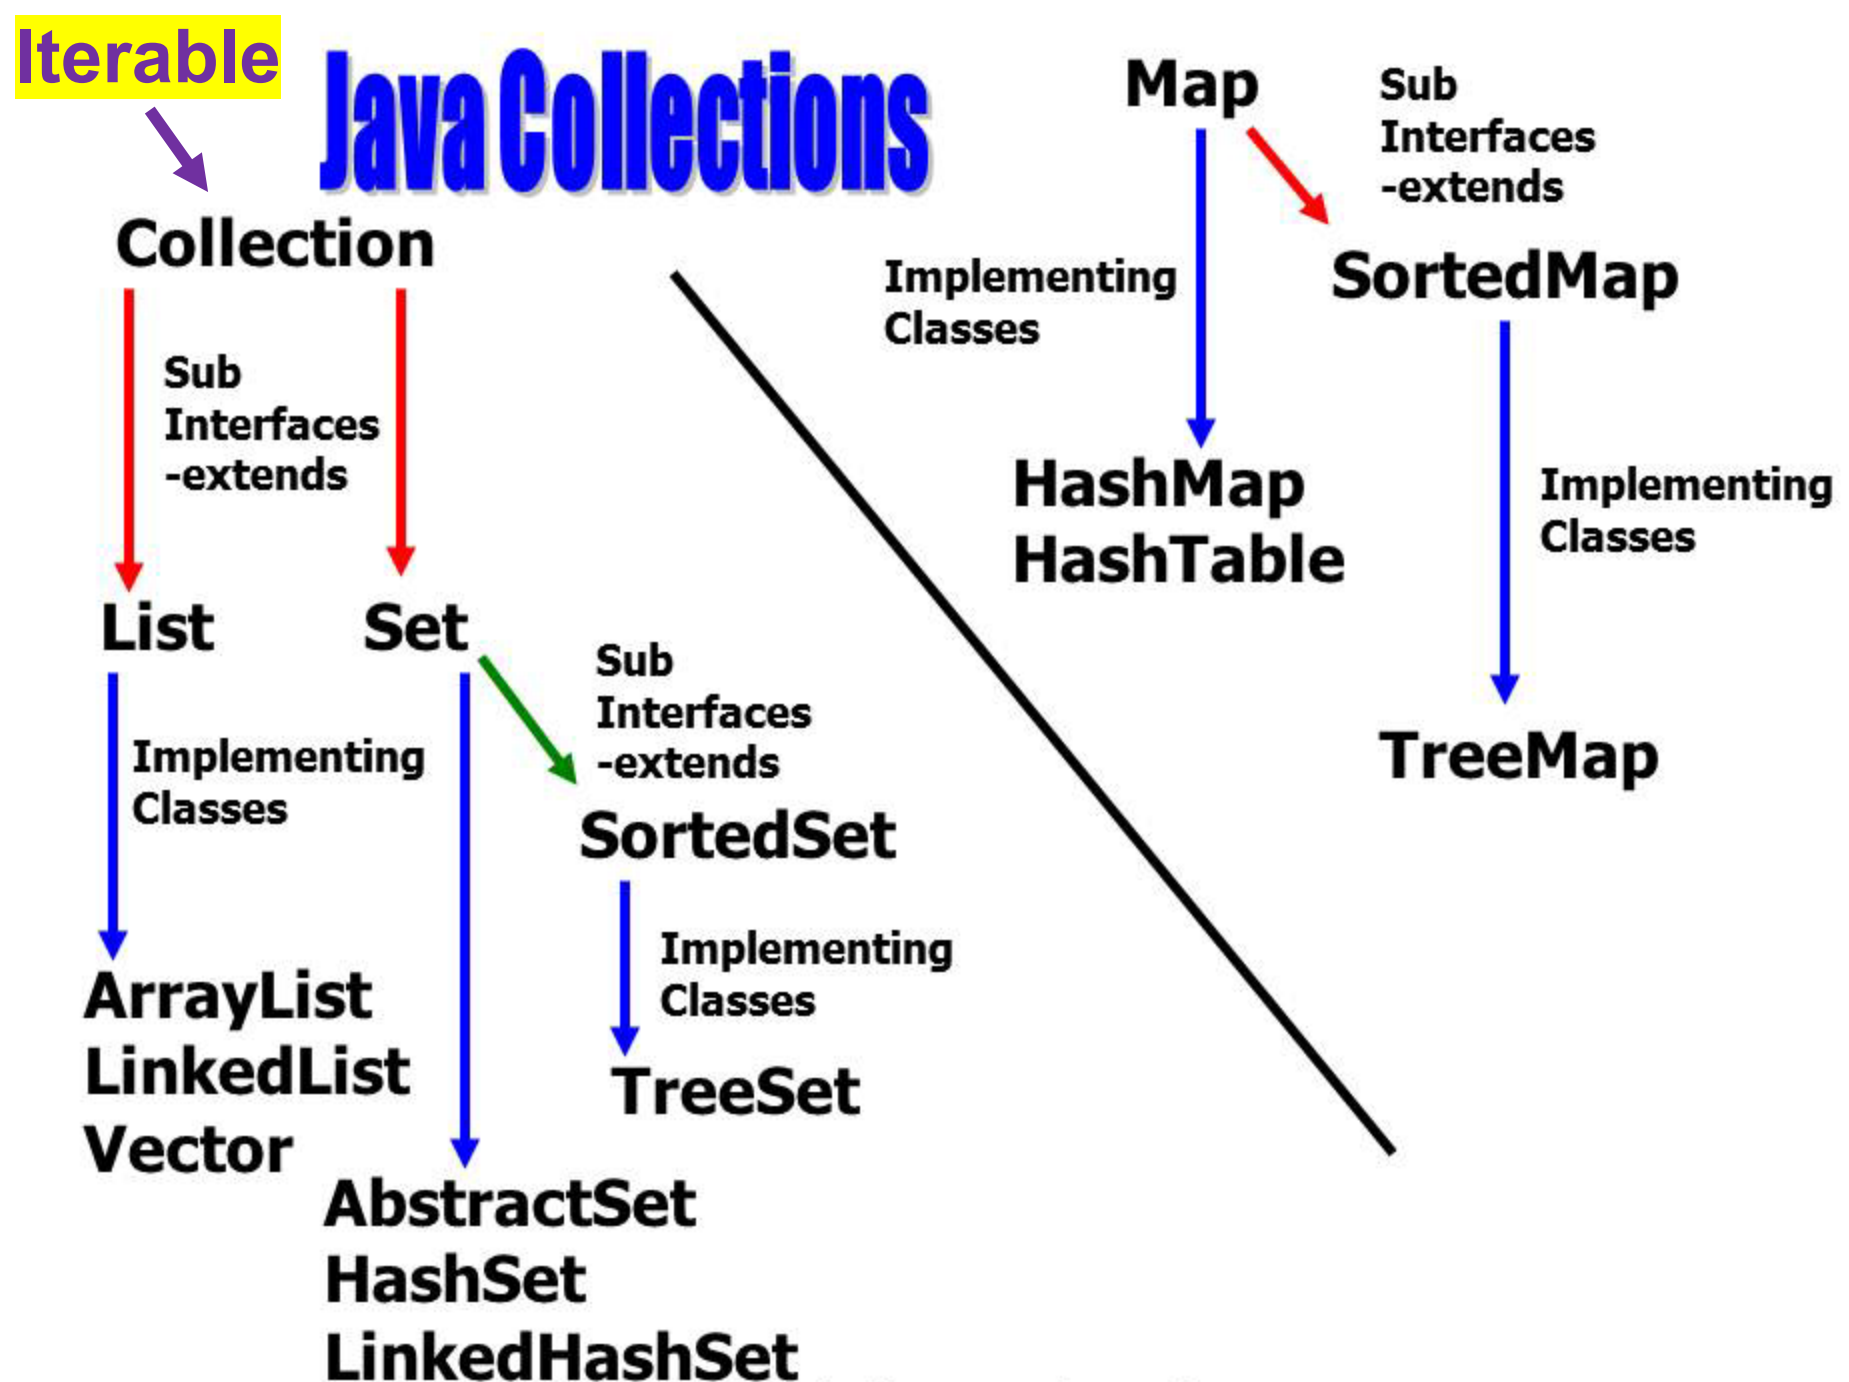 Iterable
Java Collections
Collection
Sub
Interfaces
-extends
List
Set
Implementing
Classes
Sub
Interfaces
-extends
SortedSet
Implementing
Classes
TreeSet
ArrayList
LinkedList
Vector
AbstractSet
HashSet
LinkedHashSet
Map
Sub
Interfaces
-extends
Implementing
Classes
SortedMap
HashMap
HashTable
Implementing
Classes
TreeMap